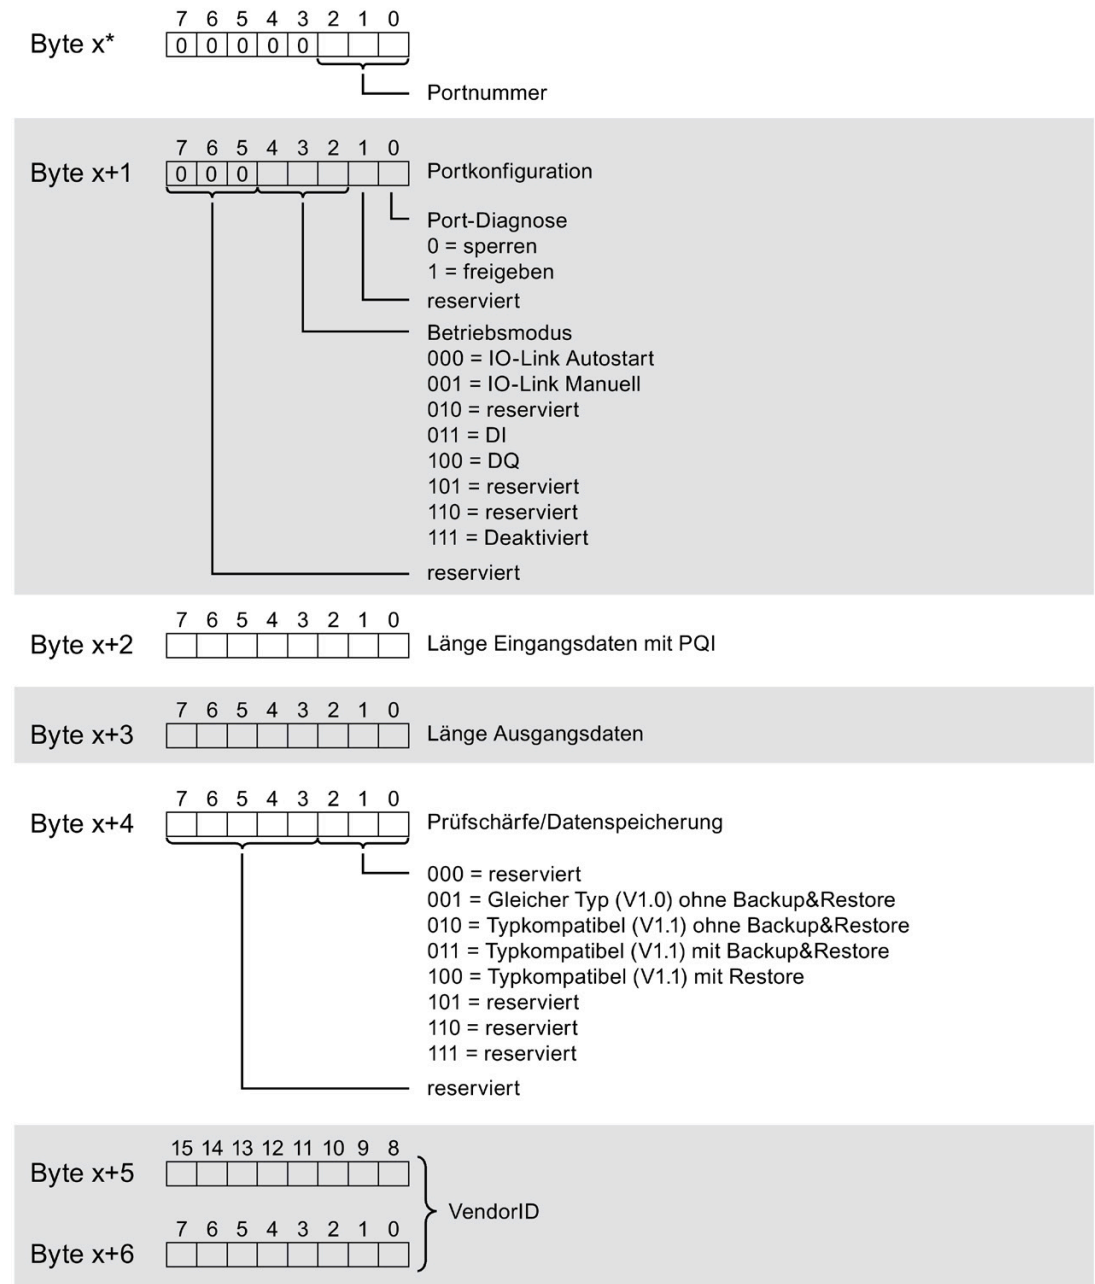 7 6 5 4 3 2 1 0
Byte x* 0 0 0 0 0
Portnummer
7 6 5 4 3 2 1 0
Byte x+1 0 0 0 Portkonfiguration
Port-Diagnose
0 = sperren
1 = freigeben
reserviert
Betriebsmodus
000 = IO-Link Autostart
001 = IO-Link Manuell
010 = reserviert
011 = DI
100 = DQ
101 = reserviert
110 = reserviert
111 = Deaktiviert
reserviert
7 6 5 4 3 2 1 0
Byte x+2 Länge Eingangsdaten mit PQI
7 6 5 4 3 2 1 0
Byte x+3 Länge Ausgangsdaten
7 6 5 4 3 2 1 0
Byte x+4 Prüfschärfe/Datenspeicherung
000 = reserviert
001 = Gleicher Typ (V1.0) ohne Backup&Restore
010 = Typkompatibel (V1.1) ohne Backup&Restore
011 = Typkompatibel (V1.1) mit Backup&Restore
100 = Typkompatibel (V1.1) mit Restore
101 = reserviert
110 = reserviert
111 = reserviert
reserviert
15 14 13 12 11 10 9 8
Byte x+5
VendorID
7 6 5 4 3 2 1 0
Byte x+6